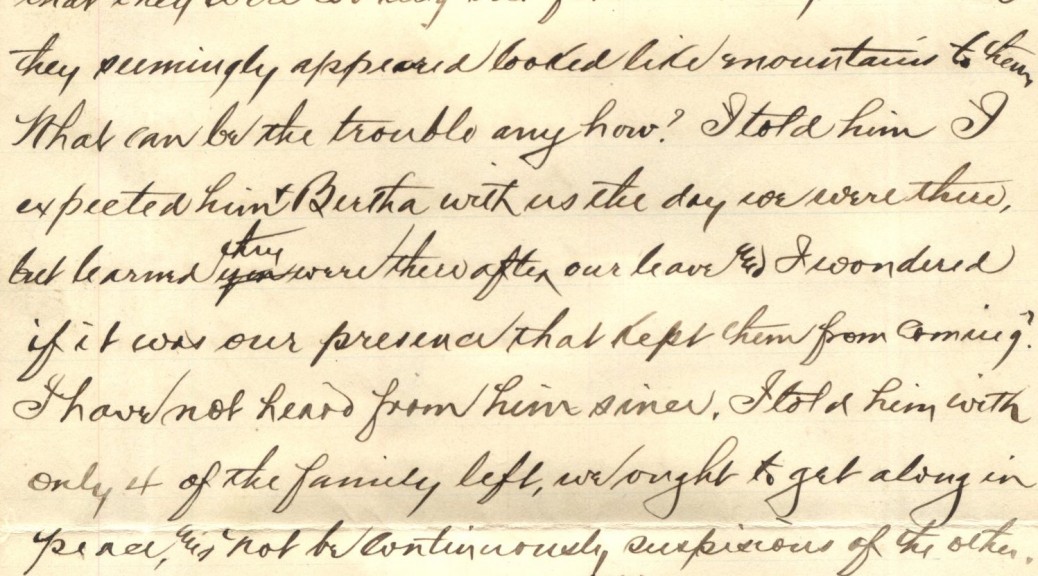 that they were
they seemingly appeared looked like mountains to them
What can be the trouble any how? I told him I
expected him & Bertha with us the day we were there,
but learned you they were there after our leave &c) I wondered
if it was our presence that kept them from coming?
I have not heard from him since. I told him with
only 4 of the family left, we ought to get along in
peace, not be continuously suspicious of the other.